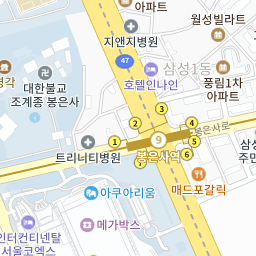 아파트
월성빌라트
지앤지병원
47
삼성1동
호텔인나인
풍림1차
아파트
대한불교
조계종 봉은사
3
2
4
봉은사로
1
9
5
트리니티병원
봉은사역
6
7
매드포갈릭
아쿠아리움
메가박스
인터컨티넨탈
서울코엑스